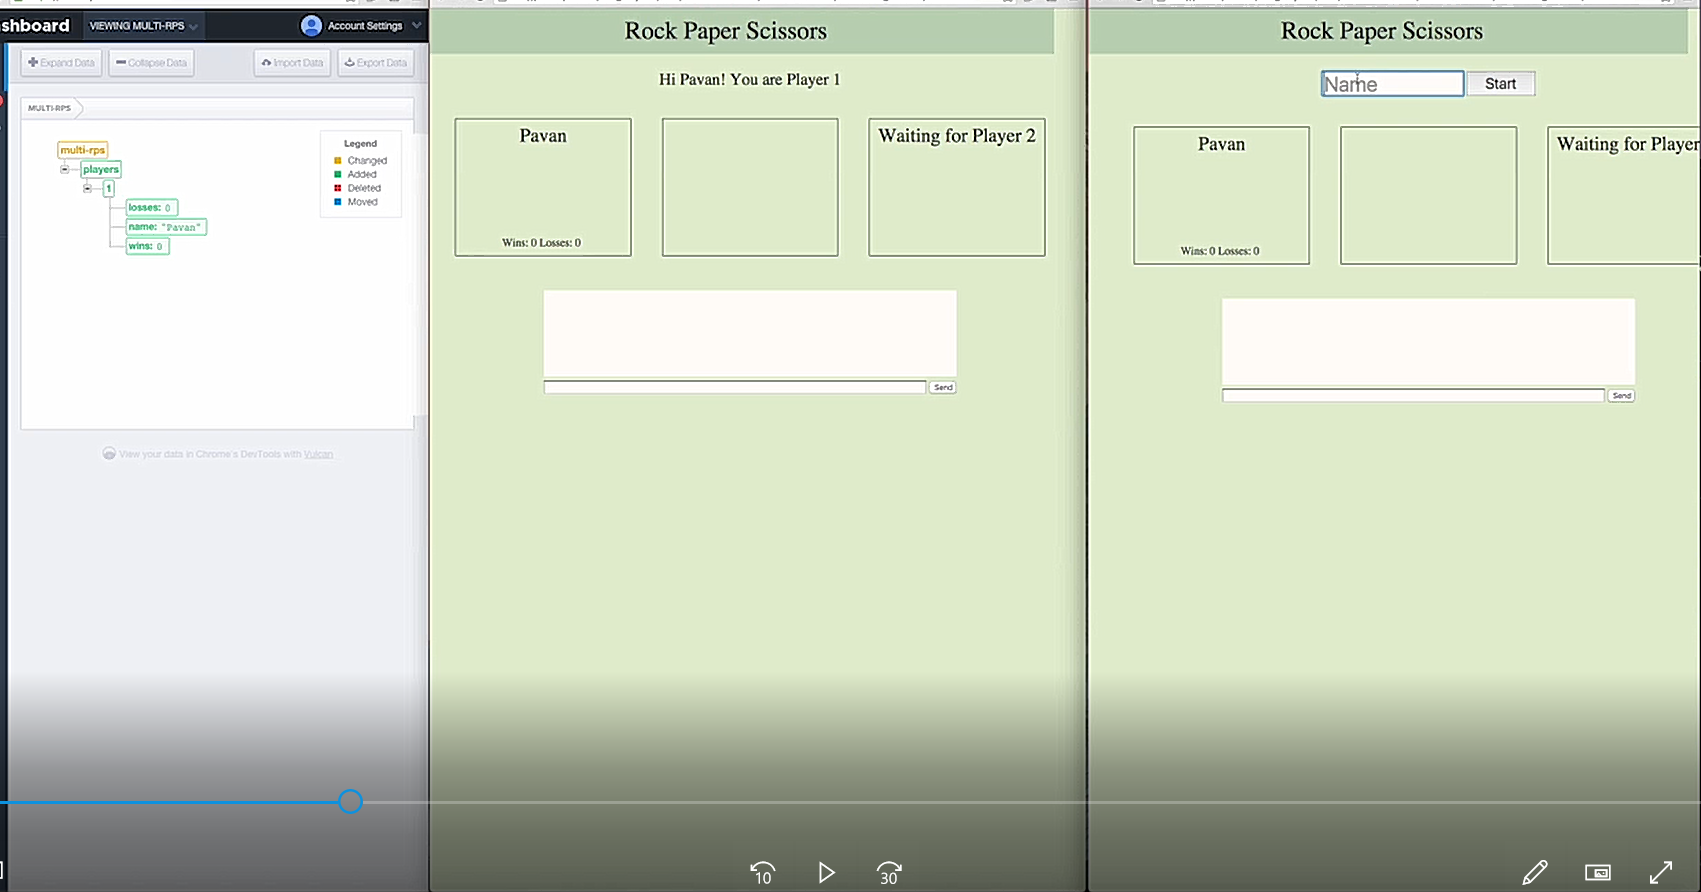 shboard
VIEWING MULTI-RPS
Account Settings
Expand Data
Collapse Data
Import Data
Export Data
MULTI-RPS
multi-rps
players
1
losses: 0
name: "Pavan"
wins: 0
Legend
Changed
Added
Deleted
Moved
View your data in Chrome's DevTools with Vulcan
Rock Paper Scissors
Hi Pavan! You are Player 1
Pavan
Wins: 0 Losses: 0
Waiting for Player 2
Send
Rock Paper Scissors
Name
Start
Pavan
Wins: 0 Losses: 0
Waiting for Player
Send
10
30